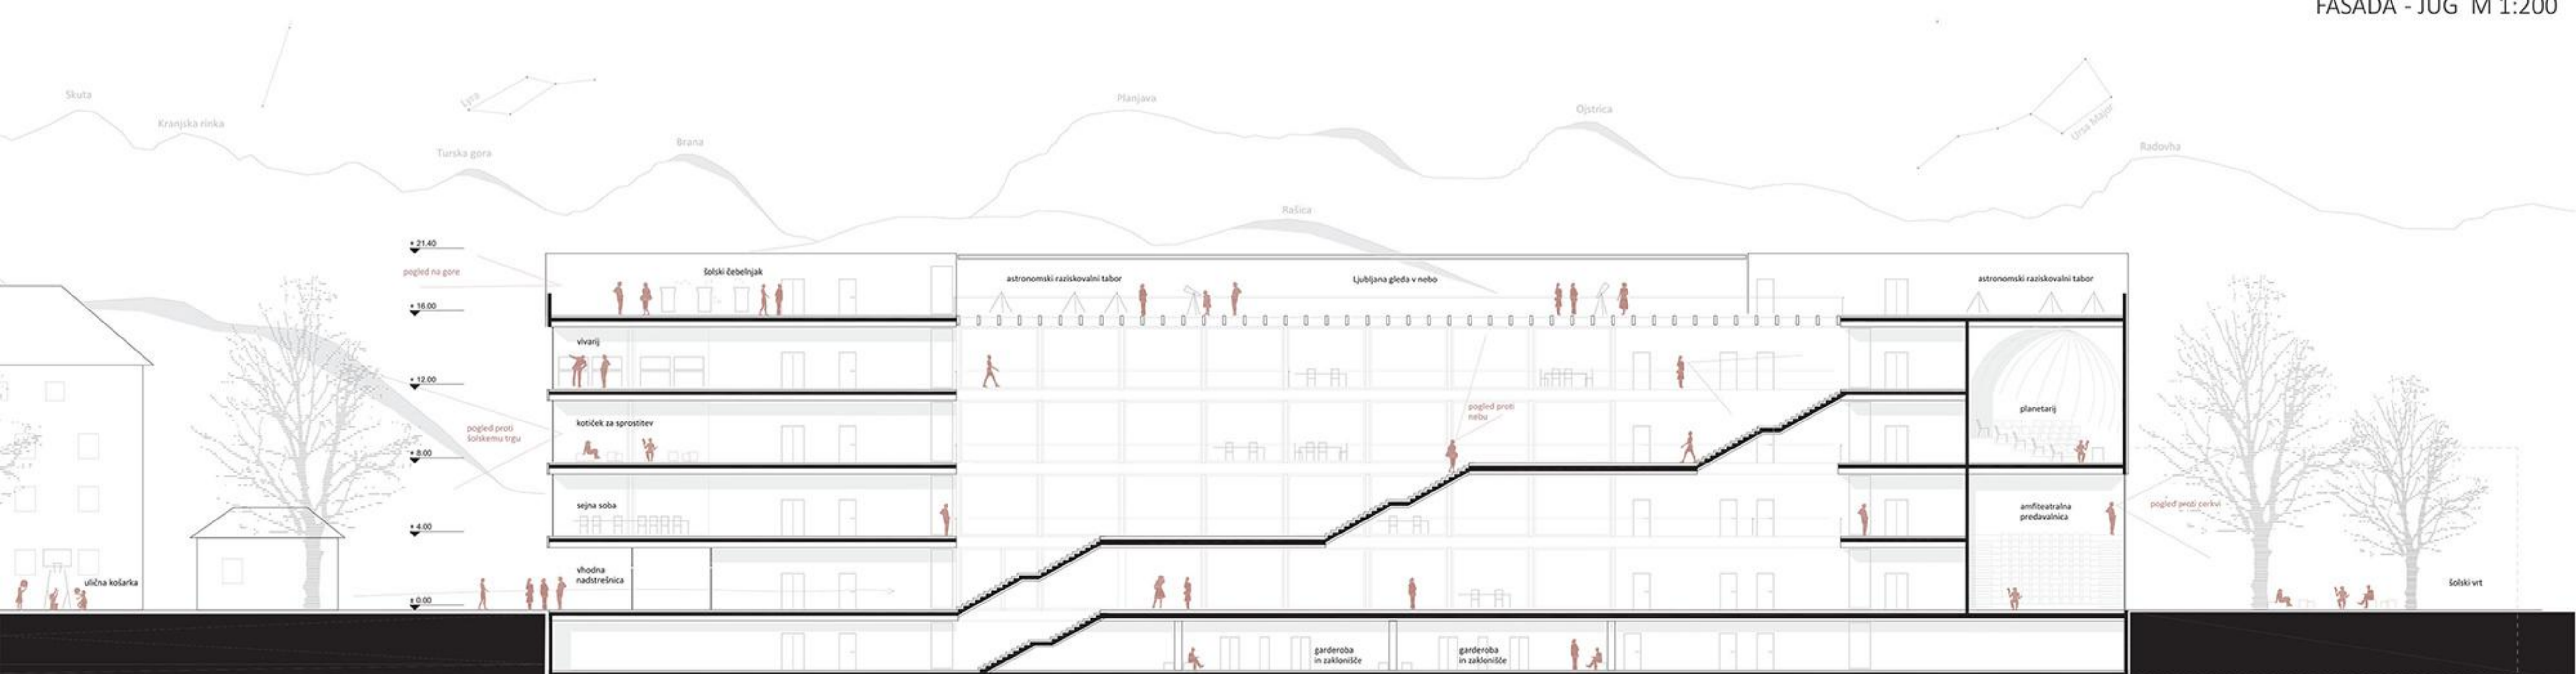 FASADA - JUG M 1:200
Skuta
Kranjska rinka
Lyra
Turska gora
Brana
Planjava
Ojstrica
Ursa Major
Radovha
Rašica
+ 21.40
pogled na gore
+ 16.00
+ 12.00
pogled proti
šolskemu trgu
+ 8.00
+ 4.00
± 0.00
ulična košarka
šolski čebelnjak
astronomski raziskovalni tabor
Ljubljana gleda v nebo
astronomski raziskovalni tabor
vivarij
kotiček za sprostitev
pogled proti
nebu
planetarij
sejna soba
amfiteatralna
predavalnica
pogled proti cerkvi
vhodna
nadstrešnica
šolski vrt
garderoba
in zaklonišče
garderoba
in zaklonišče